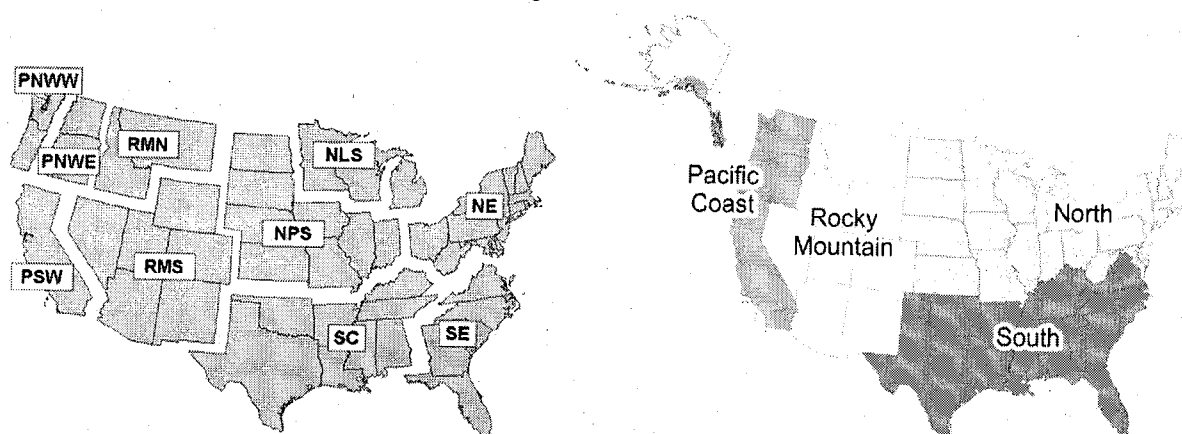 PNWW
PNWE
RMN
NLS
NE
NPS
PSW
RMS
SC
SE
Pacific
Coast
Rocky
Mountain
North
South